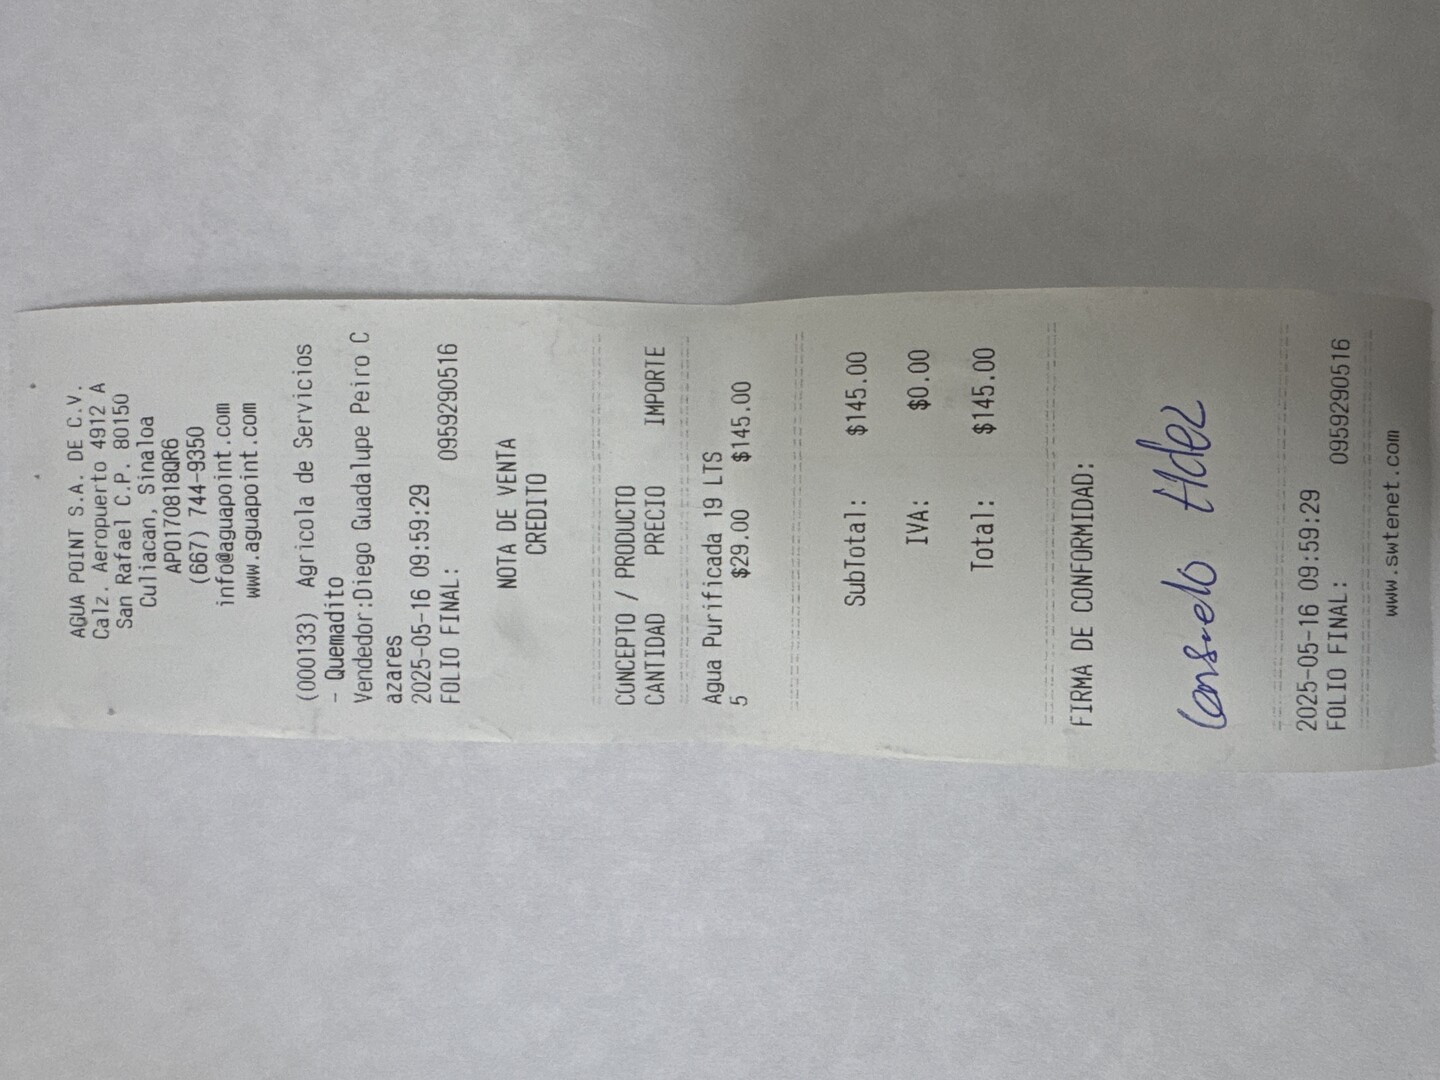 AGUA POINT S.A. DE C.V.
Calz. Aeropuerto 4912 A
San Rafael C.P. 80150
Culiacan, Sinaloa
APO170818QR6
(667) 744-9350
info@aguapoint.com
www.aguapoint.com
(000133) Agricola de Servicios
- Quemadito
Vendedor:Diego Guadalupe Peiro C
azares
2025-05-16 09:59:29
FOLIO FINAL: 0959290516
NOTA DE VENTA
CREDITO
CONCEPTO / PRODUCTO
CANTIDAD PRECIO IMPORTE
Agua Purificada 19 LTS
5 $29.00 $145.00
SubTotal: $145.00
IVA: $0.00
Total: $145.00
FIRMA DE CONFORMIDAD:
Consuelo Hdez
2025-05-16 09:59:29
FOLIO FINAL: 0959290516
www.swtenet.com